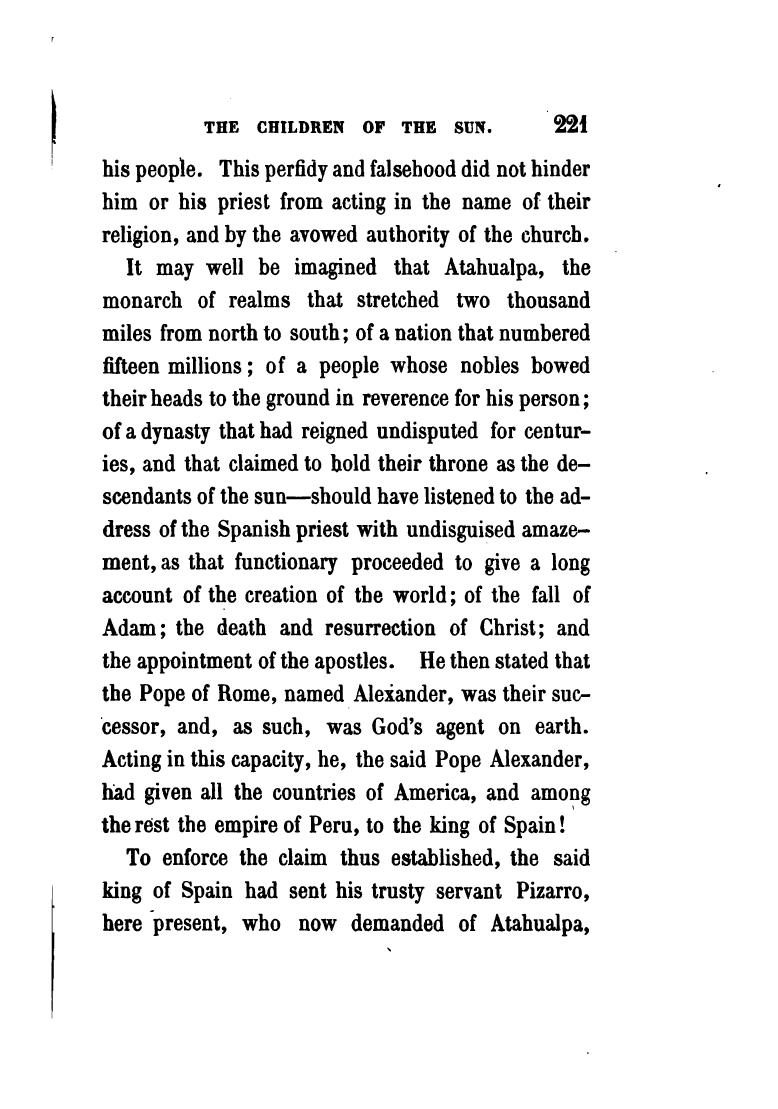 THE CHILDREN OF THE SUN. 221
his people. This perfidy and falsehood did not hinder
him or his priest from acting in the name of their
religion, and by the avowed authority of the church.
It may well be imagined that Atahualpa, the
monarch of realms that stretched two thousand
miles from north to south; of a nation that numbered
fifteen millions; of a people whose nobles bowed
their heads to the ground in reverence for his person;
of a dynasty that had reigned undisputed for centur-
ies, and that claimed to hold their throne as the de-
scendants of the sun—should have listened to the ad-
dress of the Spanish priest with undisguised amaze-
ment, as that functionary proceeded to give a long
account of the creation of the world; of the fall of
Adam; the death and resurrection of Christ; and
the appointment of the apostles. He then stated that
the Pope of Rome, named Alexander, was their suc-
cessor, and, as such, was God's agent on earth.
Acting in this capacity, he, the said Pope Alexander,
had given all the countries of America, and among
the rest the empire of Peru, to the king of Spain!
To enforce the claim thus established, the said
king of Spain had sent his trusty servant Pizarro,
here present, who now demanded of Atahualpa,